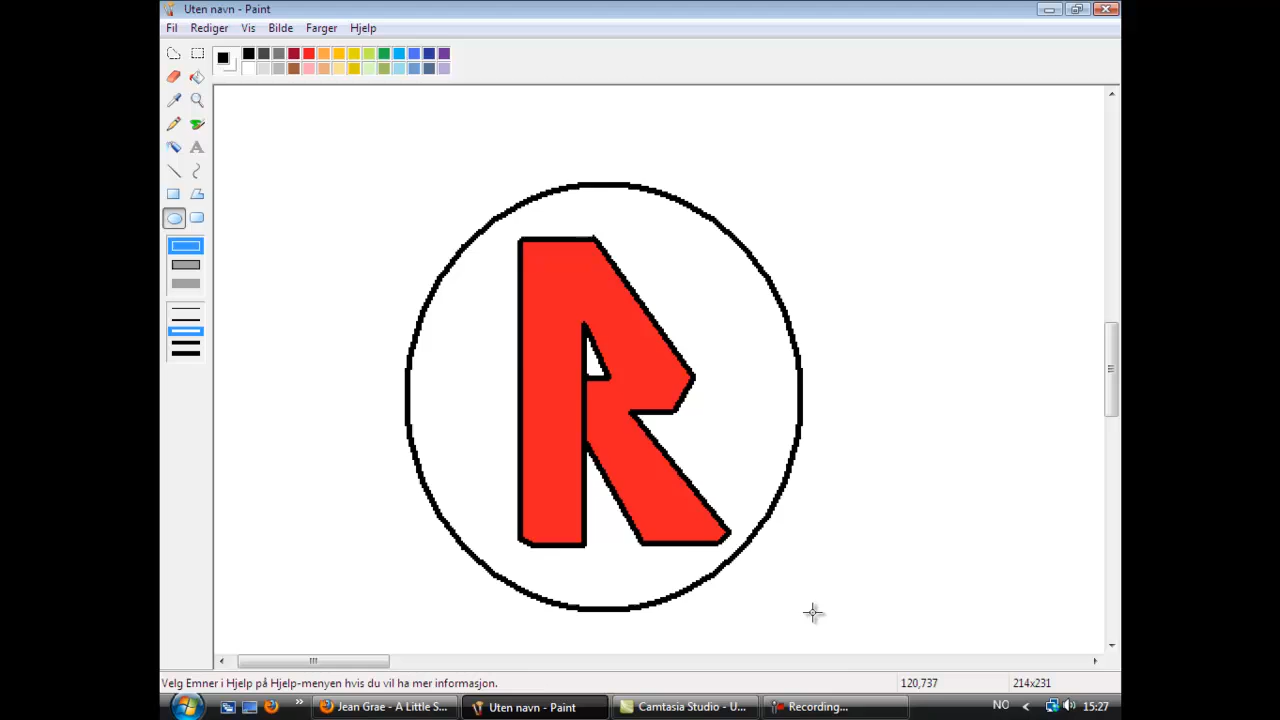 Uten navn - Paint
Fil Rediger Vis Bilde Farger Hjelp
A
R
Velg Emner i Hjelp på Hjelp-menyen hvis du vil ha mer informasjon. 120,737 214x231
» Jean Grae - A Little S... Uten navn - Paint Camtasia Studio - U... Recording... NO 15:27